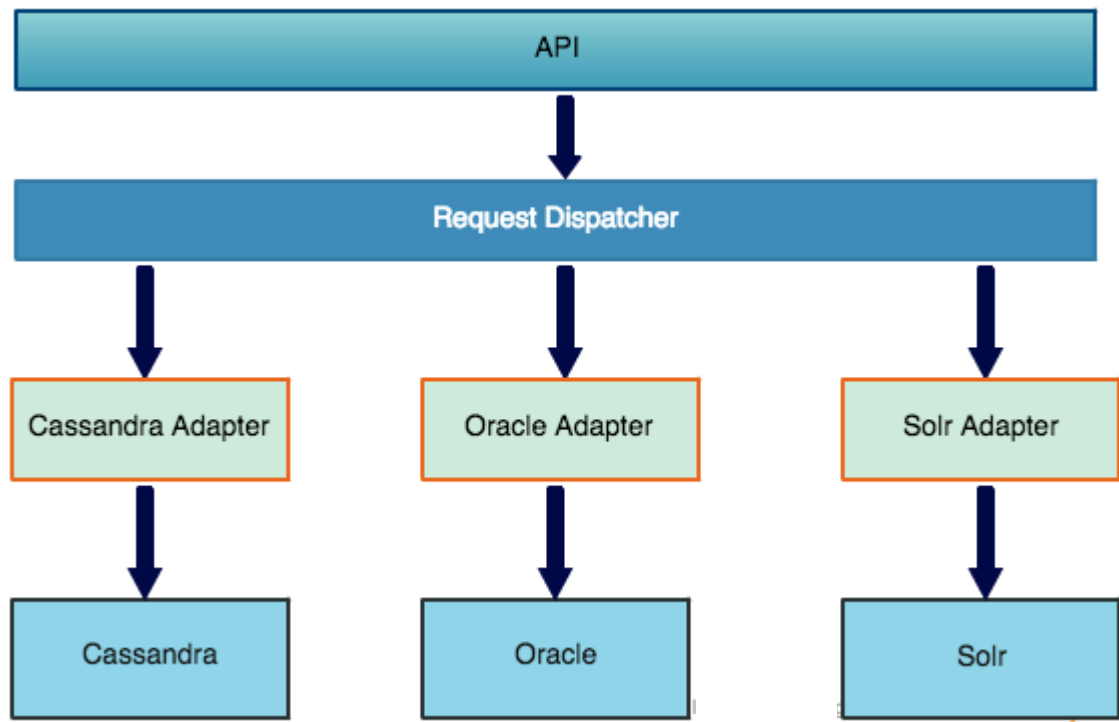 API
Request Dispatcher
Cassandra Adapter
Oracle Adapter
Solr Adapter
Cassandra
Oracle
Solr